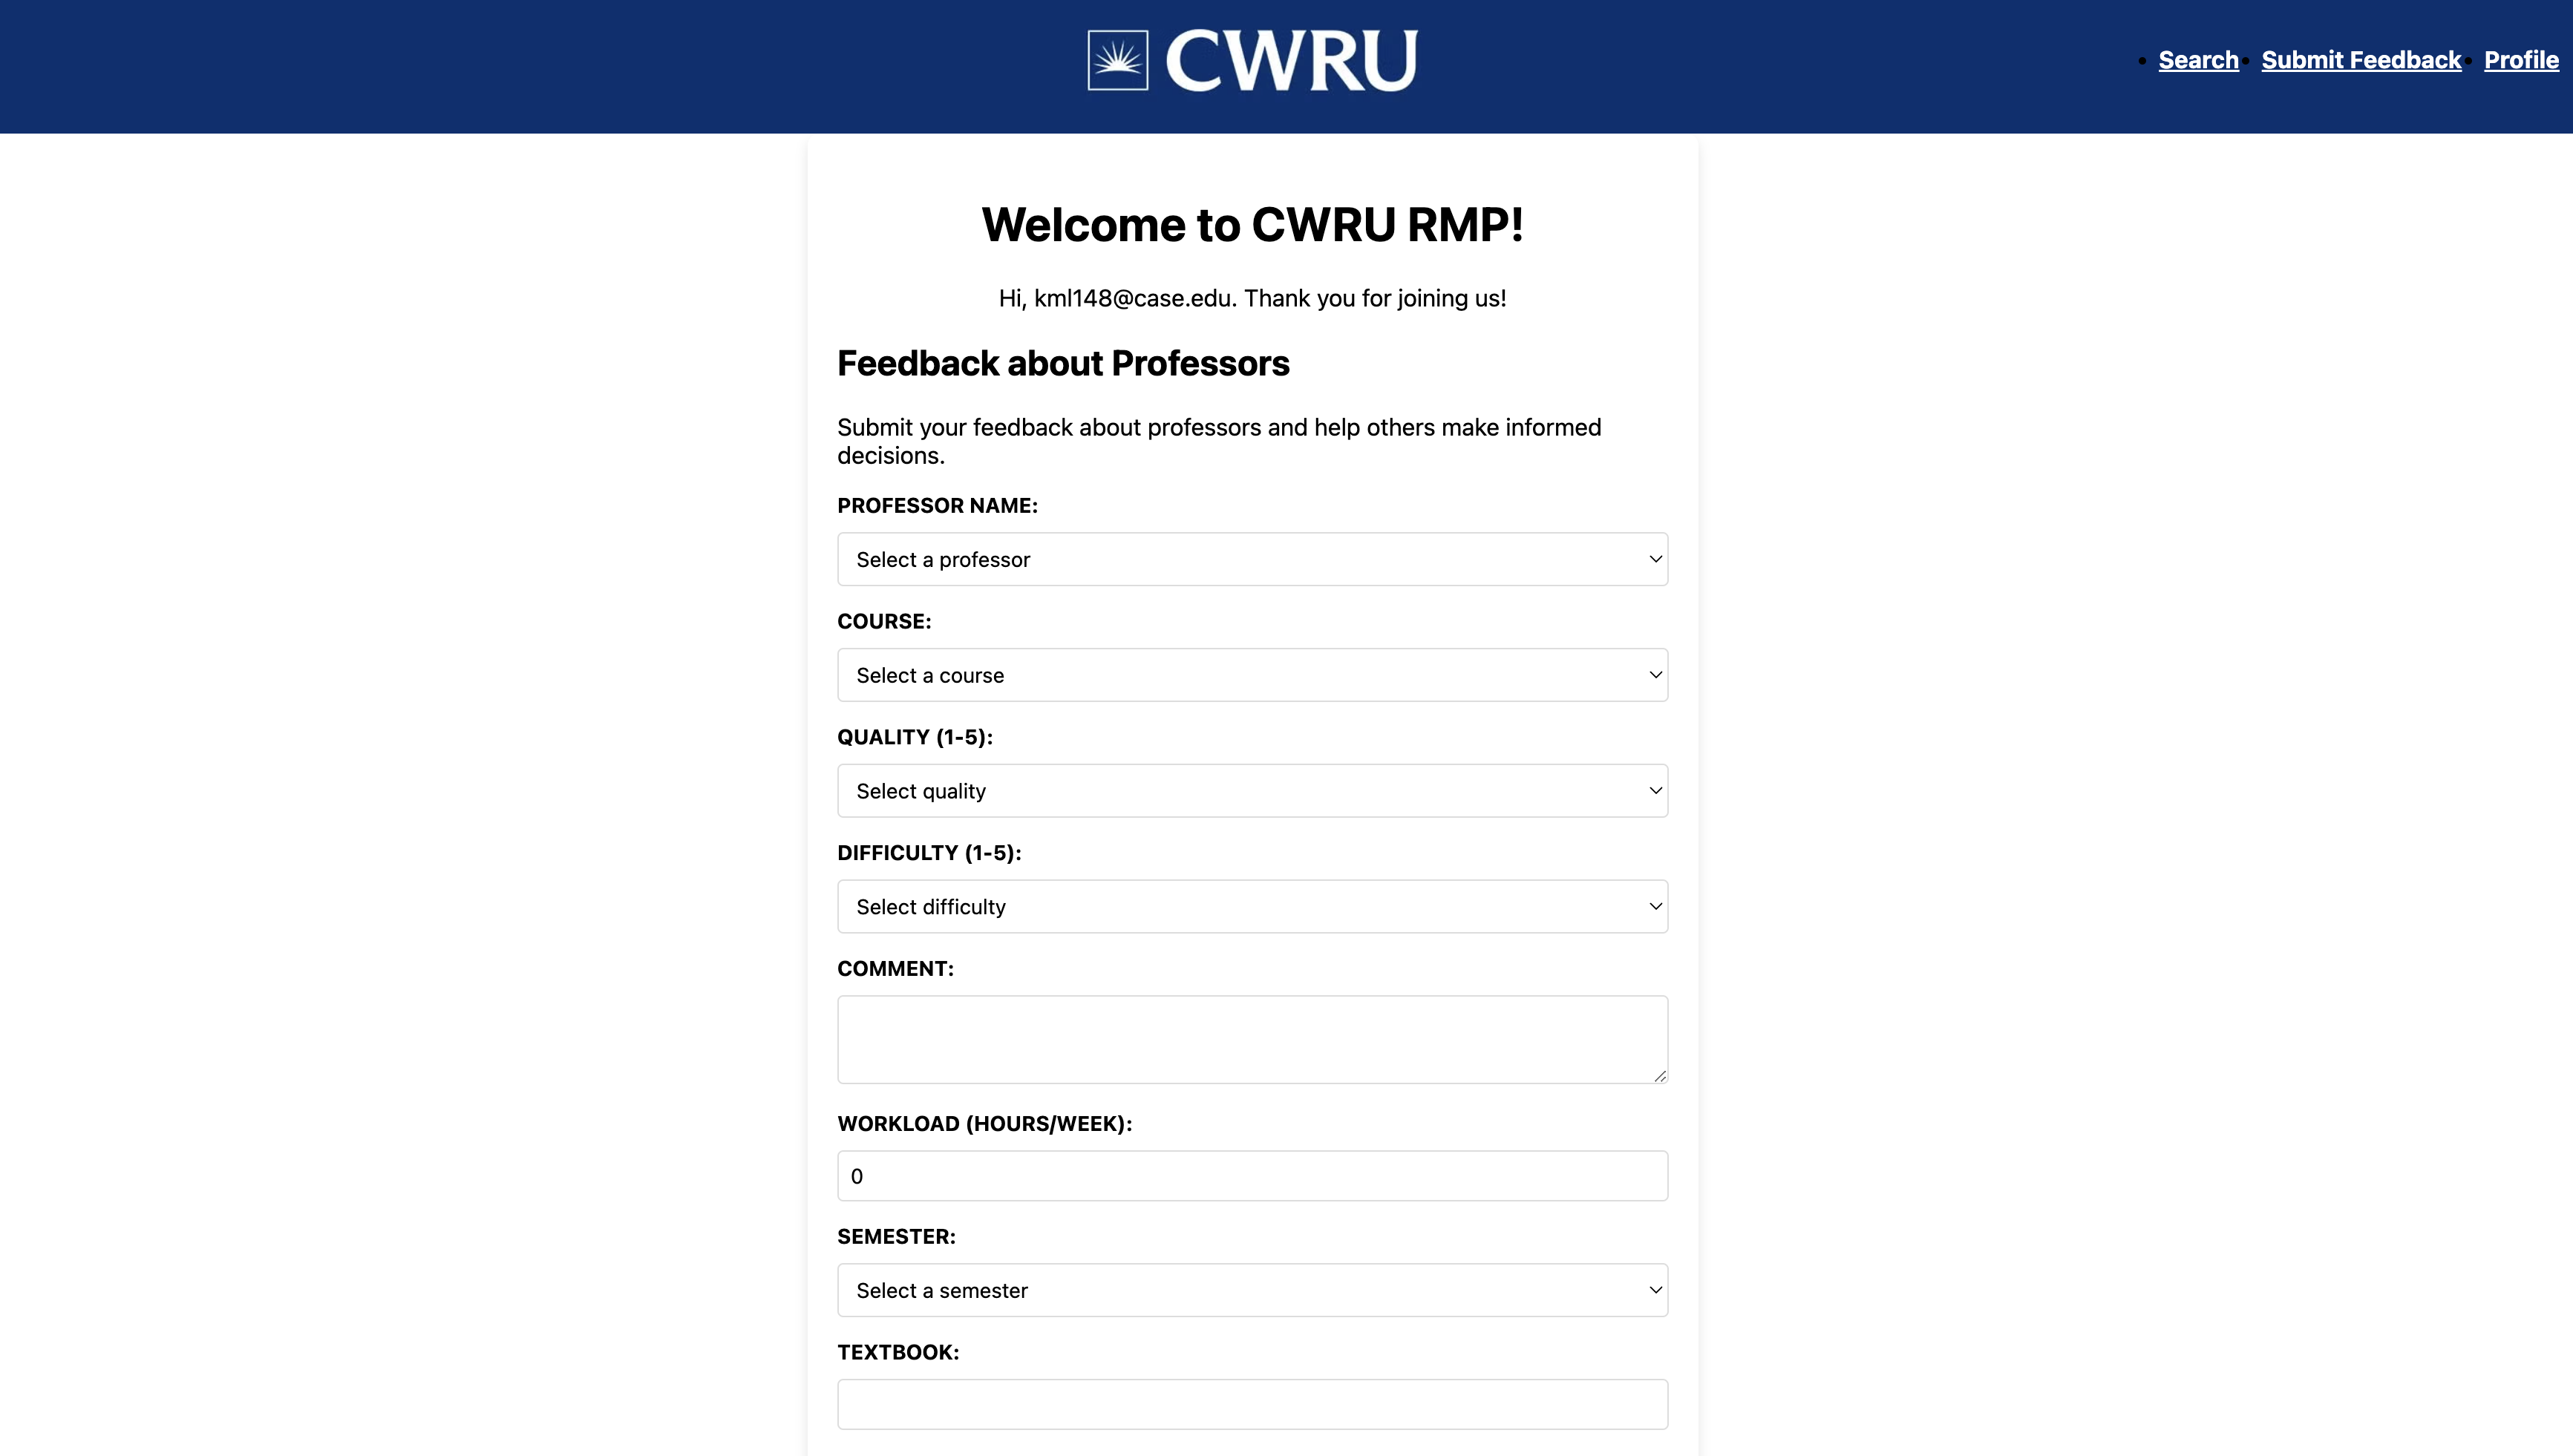 CWRU
Search
Submit Feedback
Profile
Welcome to CWRU RMP!
Hi, kml148@case.edu. Thank you for joining us!
Feedback about Professors
Submit your feedback about professors and help others make informed
decisions.
PROFESSOR NAME:
Select a professor
COURSE:
Select a course
QUALITY (1-5):
Select quality
DIFFICULTY (1-5):
Select difficulty
COMMENT:
WORKLOAD (HOURS/WEEK):
0
SEMESTER:
Select a semester
TEXTBOOK: